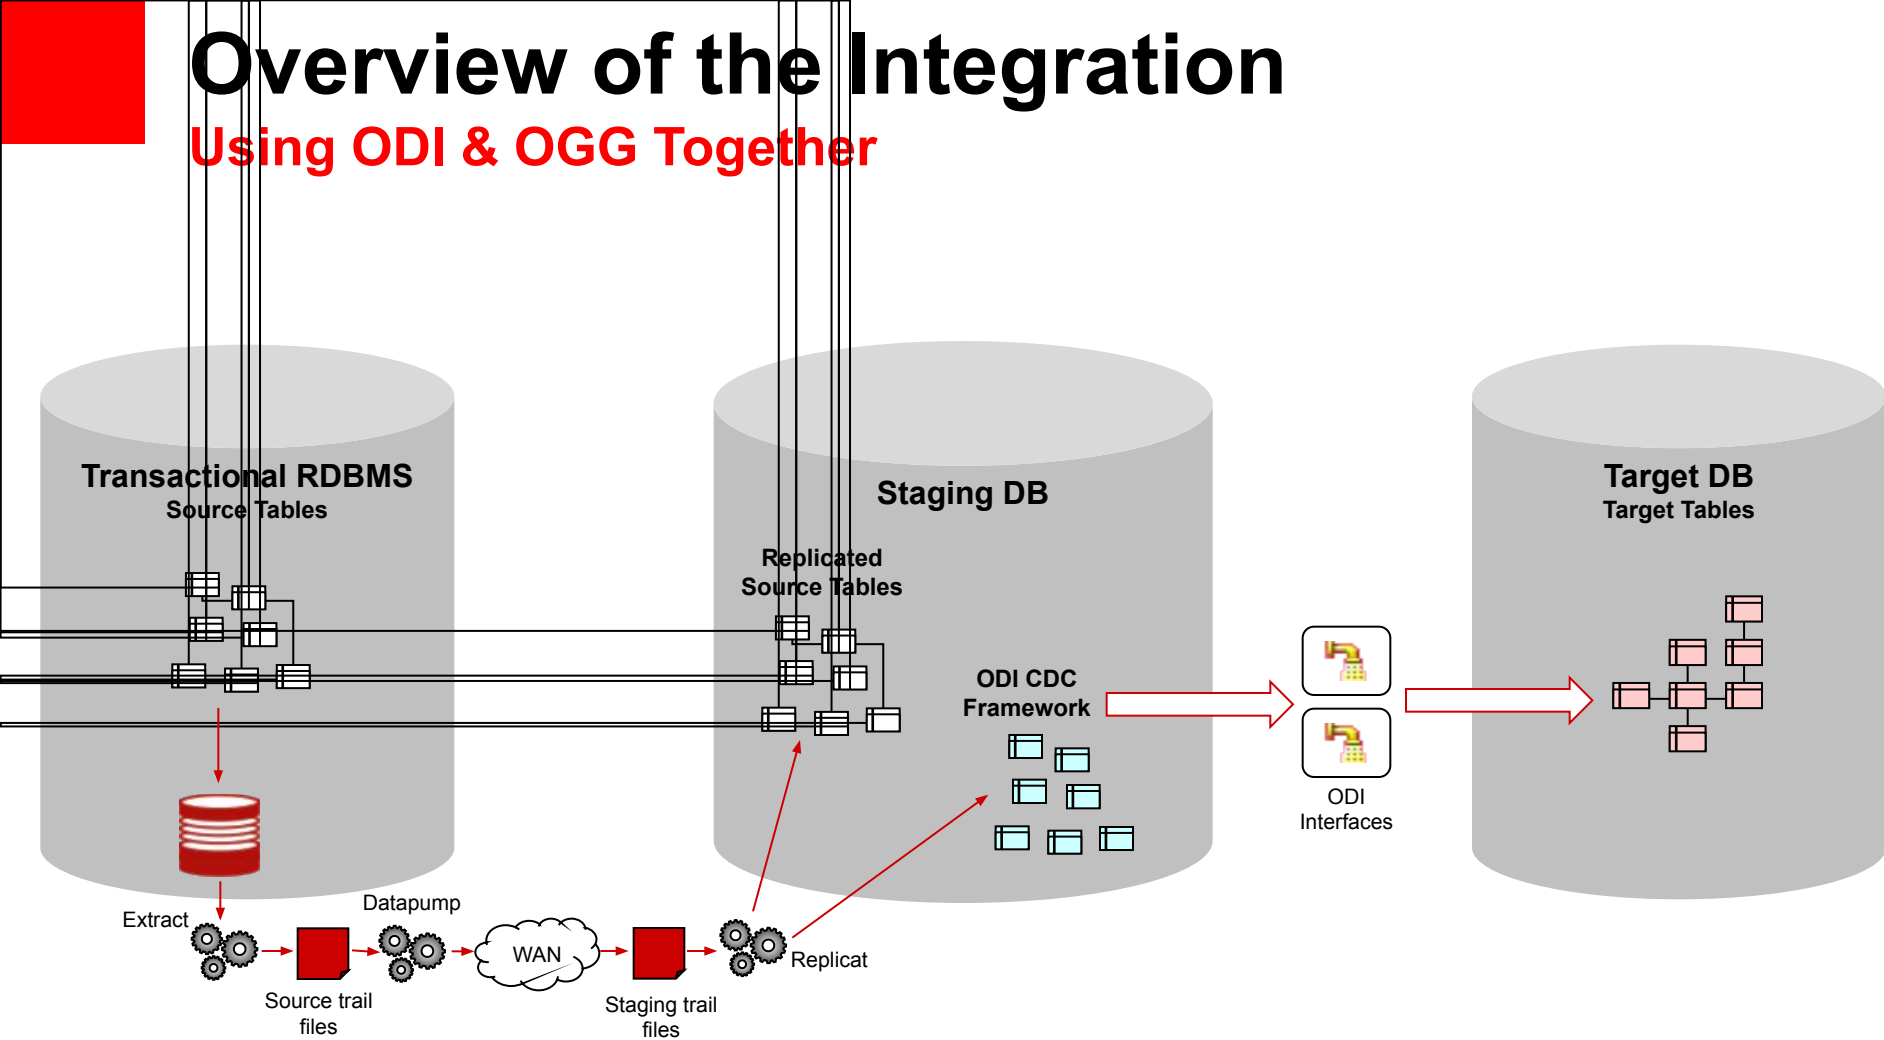 Overview of the Integration
Using ODI & OGG Together
Transactional RDBMS
Source Tables
Staging DB
Replicated
Source Tables
ODI CDC
Framework
ODI
Interfaces
Target DB
Target Tables
Extract
Source trail
files
Datapump
WAN
Staging trail
files
Replicat